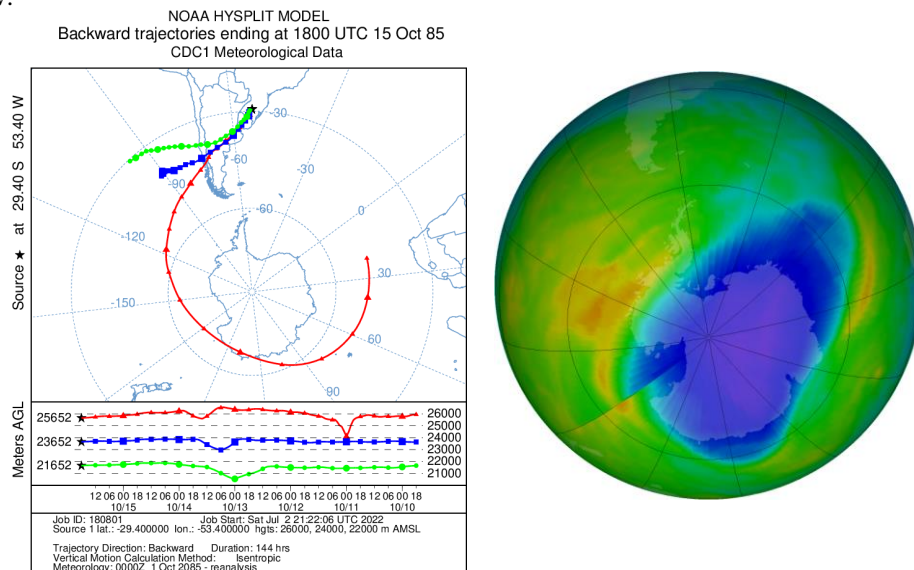 NOAA HYSPLIT MODEL
Backward trajectories ending at 1800 UTC 15 Oct 85
CDC1 Meteorological Data
Source ★ at 29.40 S 53.40 W
-30
-60
-30
-90
-60
0
-120
30
-150
60
90
Meters AGL
25652
23652
21652
26000
25000
24000
23000
22000
21000
12 06 00 18 12 06 00 18 12 06 00 18 12 06 00 18 12 06 00 18 12 06 00 18
10/15 10/14 10/13 10/12 10/11 10/10
Job ID: 180801 Job Start: Sat Jul 2 21:22:06 UTC 2022
Source 1 lat.: -29.400000 lon.: -53.400000 hgts: 26000, 24000, 22000 m AMSL
Trajectory Direction: Backward Duration: 144 hrs
Vertical Motion Calculation Method: Isentropic
Meteorology: 0000Z 1 Oct 2085 - reanalysis